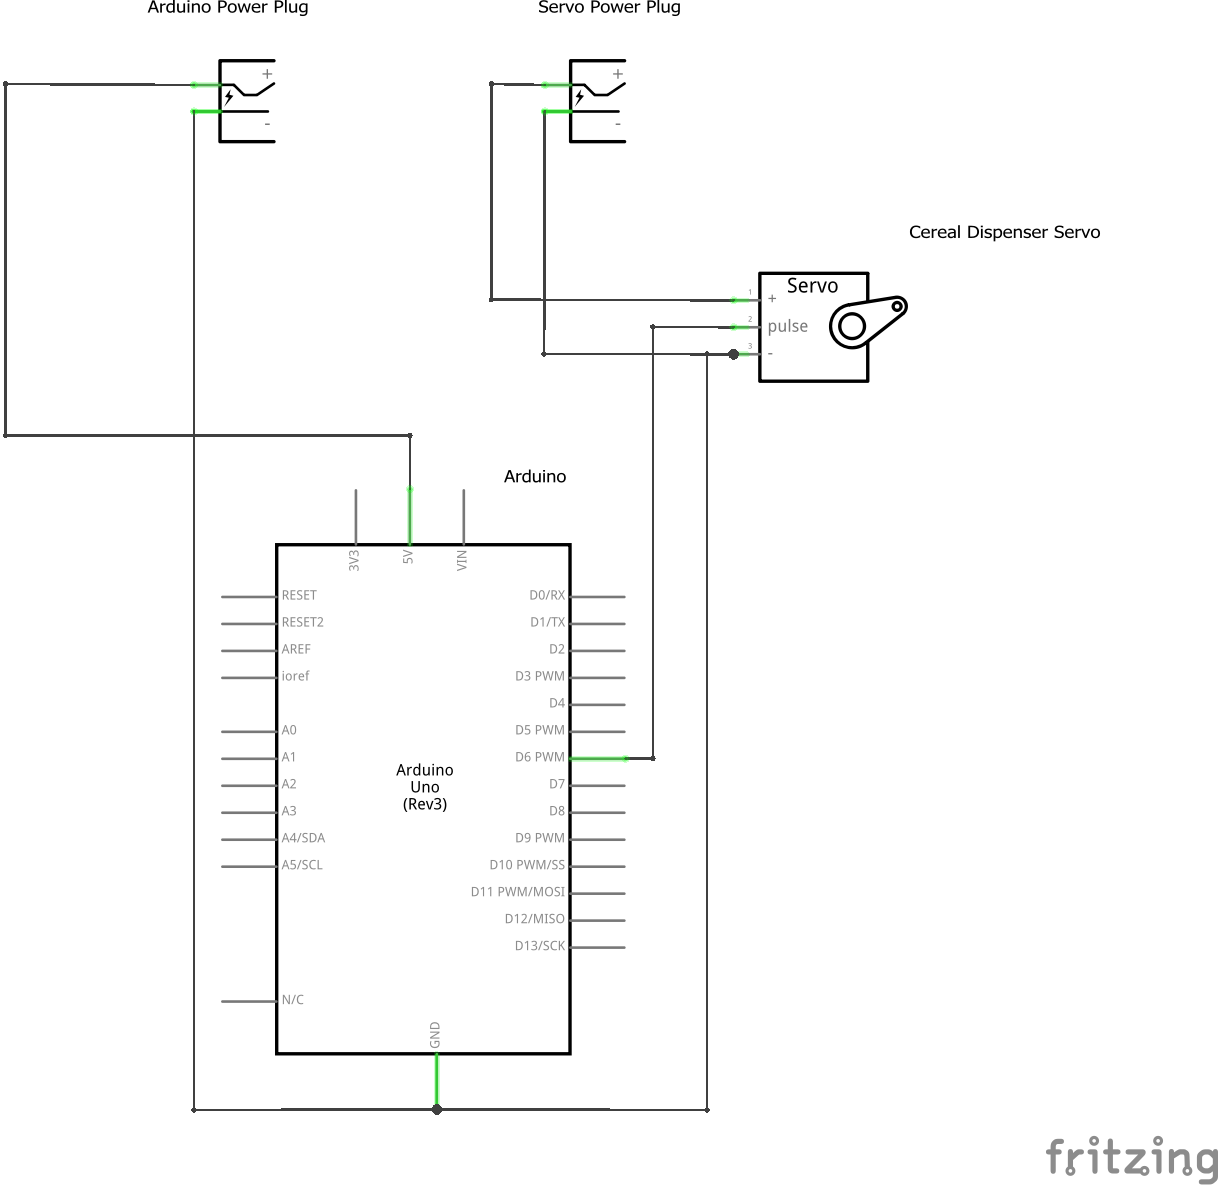 Arduino Power Plug
Servo Power Plug
+
-
+
-
Cereal Dispenser Servo
Servo
1
+
2
pulse
3
-
Arduino
3V3
5V
VIN
RESET
D0/RX
RESET2
D1/TX
AREF
D2
ioref
D3 PWM
D4
A0
D5 PWM
A1
D6 PWM
Arduino
Uno
(Rev3)
A2
D7
A3
D8
A4/SDA
D9 PWM
A5/SCL
D10 PWM/SS
D11 PWM/MOSI
D12/MISO
D13/SCK
N/C
GND
fritzing